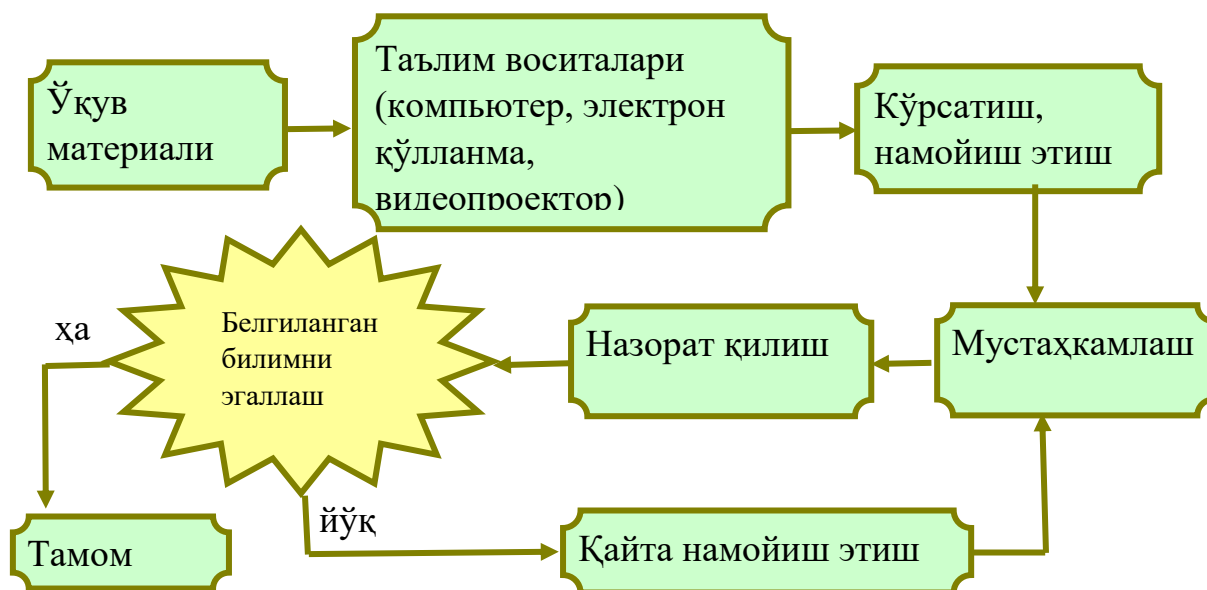 Ўқув
материали
Таълим воситалари
(компьютер, электрон
қўлланма,
видеопроектор)
Кўрсатиш,
намойиш этиш
Мустаҳкамлаш
Назорат қилиш
Белгиланган
билимни
эгаллаш
ҳа
Тамом
йўқ
Қайта намойиш этиш